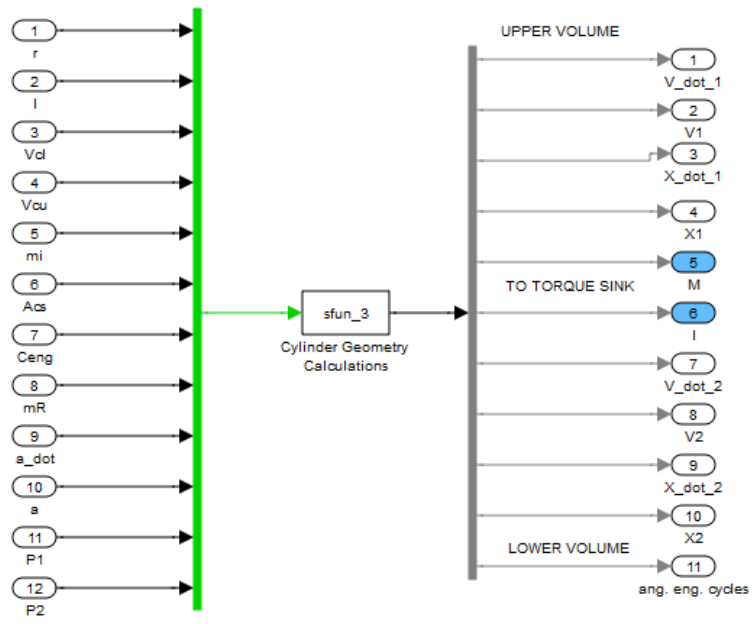 1
r
2
l
3
Vcl
4
Vcu
5
mi
6
Acs
7
Ceng
8
mR
9
a_dot
10
a
11
P1
12
P2
sfun_3
Cylinder Geometry
Calculations
UPPER VOLUME
1
V_dot_1
2
V1
3
X_dot_1
4
X1
5
M
TO TORQUE SINK
6
I
7
V_dot_2
8
V2
9
X_dot_2
10
X2
LOWER VOLUME
11
ang. eng. cycles